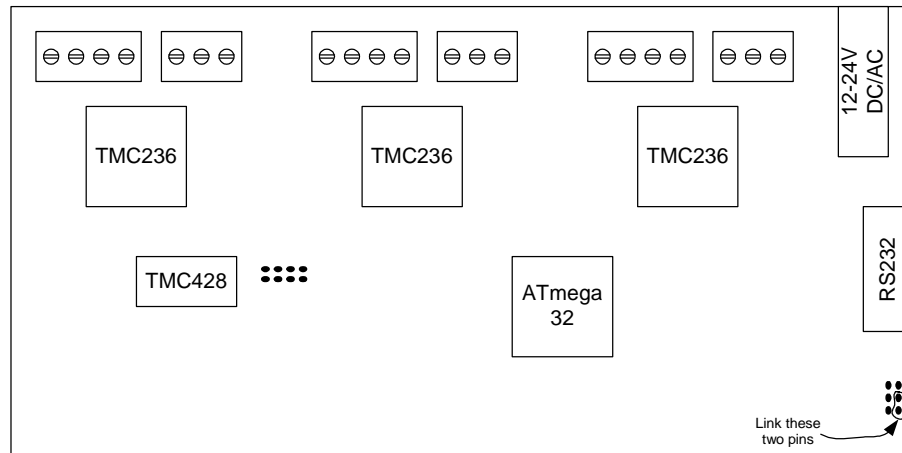 12-24V
DC/AC
TMC236
TMC236
TMC236
TMC428
ATmega
32
RS232
Link these
two pins